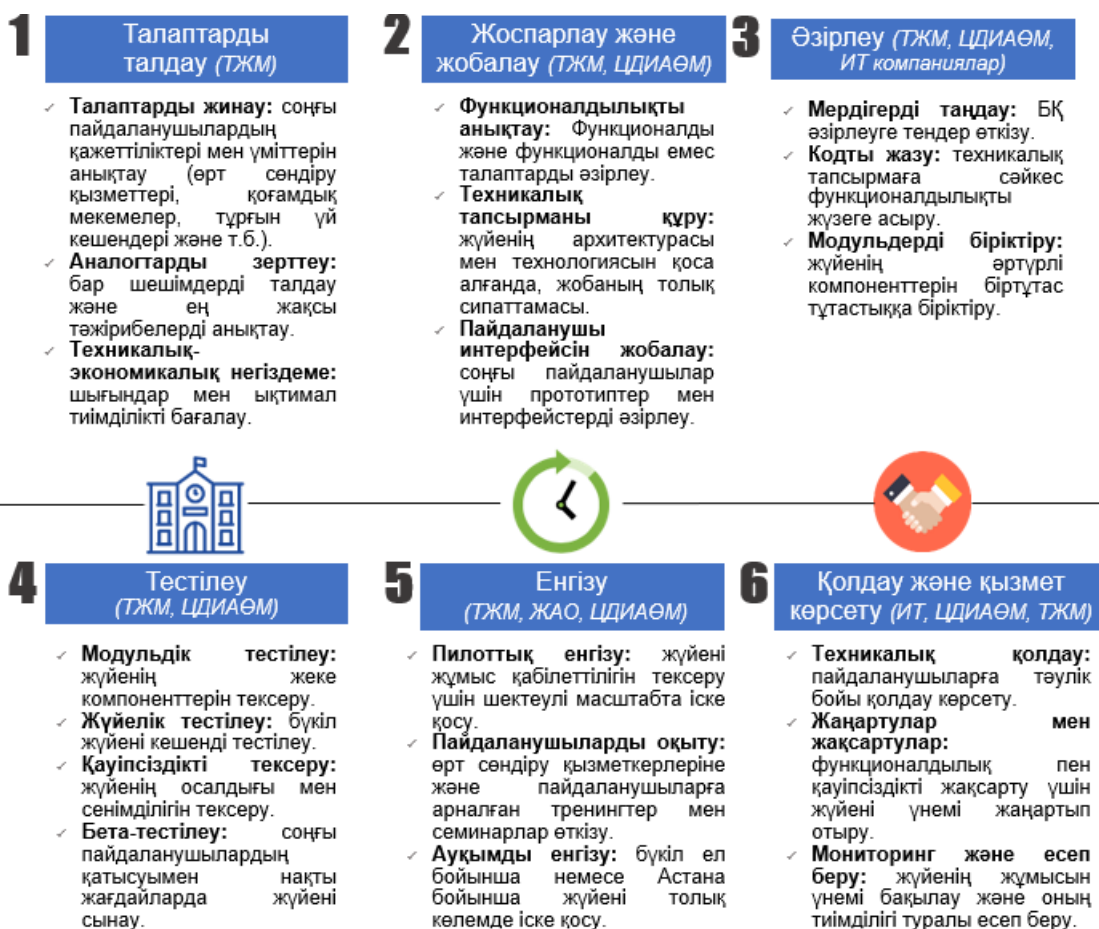 1
Талаптарды
талдау (ТЖМ)
Талаптарды жинау: соңғы
пайдаланушылардың
қажеттіліктері мен үміттерін
анықтау (өрт сөндіру
қызметтері, қоғамдық
мекемелер, тұрғын үй
кешендері және т.б.).
Аналогтарды зерттеу:
бар шешімдерді талдау
және ең жақсы
тәжірибелерді анықтау.
Техникалық-
экономикалық негіздеме:
шығындар мен ықтимал
тиімділікті бағалау.
2
Жоспарлау және
жобалау (ТЖМ, ЦДИАӨМ)
Функционалдылықты
анықтау: Функционалды
және функционалды емес
талаптарды әзірлеу.
Техникалық
тапсырманы құру:
жүйенің архитектурасы
мен технологиясын қоса
алғанда, жобаның толық
сипаттамасы.
Пайдаланушы
интерфейсін жобалау:
соңғы пайдаланушылар
үшін прототиптер мен
интерфейстерді әзірлеу.
3
Әзірлеу (ТЖМ, ЦДИАӨМ,
ИТ компаниялар)
Мердігерді таңдау: БҚ
әзірлеуге тендер өткізу.
Кодты жазу: техникалық
тапсырмаға сәйкес
функционалдылықты
жүзеге асыру.
Модульдерді біріктіру:
жүйенің әртүрлі
компоненттерін біртұтас
тұтастыққа біріктіру.
4
Тестілеу
(ТЖМ, ЦДИАӨМ)
Модульдік тестілеу:
жүйенің жеке
компоненттерін тексеру.
Жүйелік тестілеу: бүкіл
жүйені кешенді тестілеу.
Қауіпсіздікті тексеру:
жүйенің осалдығы мен
сенімділігін тексеру.
Бета-тестілеу: соңғы
пайдаланушылардың
қатысуымен нақты
жағдайларда жүйені
сынау.
5
Енгізу
(ТЖМ, ЖАО, ЦДИАӨМ)
Пилоттық енгізу: жүйені
жұмыс қабілеттілігін тексеру
үшін шектеулі масштабта іске
қосу.
Пайдаланушыларды оқыту:
өрт сөндіру қызметкерлеріне
және пайдаланушыларға
арналған тренингтер мен
семинарлар өткізу.
Ауқымды енгізу: бүкіл ел
бойынша немесе Астана
бойынша жүйені толық
көлемде іске қосу.
6
Қолдау және қызмет
көрсету (ИТ, ЦДИАӨМ, ТЖМ)
Техникалық қолдау:
пайдаланушыларға тәулік
бойы қолдау көрсету.
Жаңартулар мен
жақсартулар:
функционалдылық пен
қауіпсіздікті жақсарту үшін
жүйені үнемі жаңартып
отыру.
Мониторинг және есеп
беру: жүйенің жұмысын
үнемі бақылау және оның
тиімділігі туралы есеп беру.